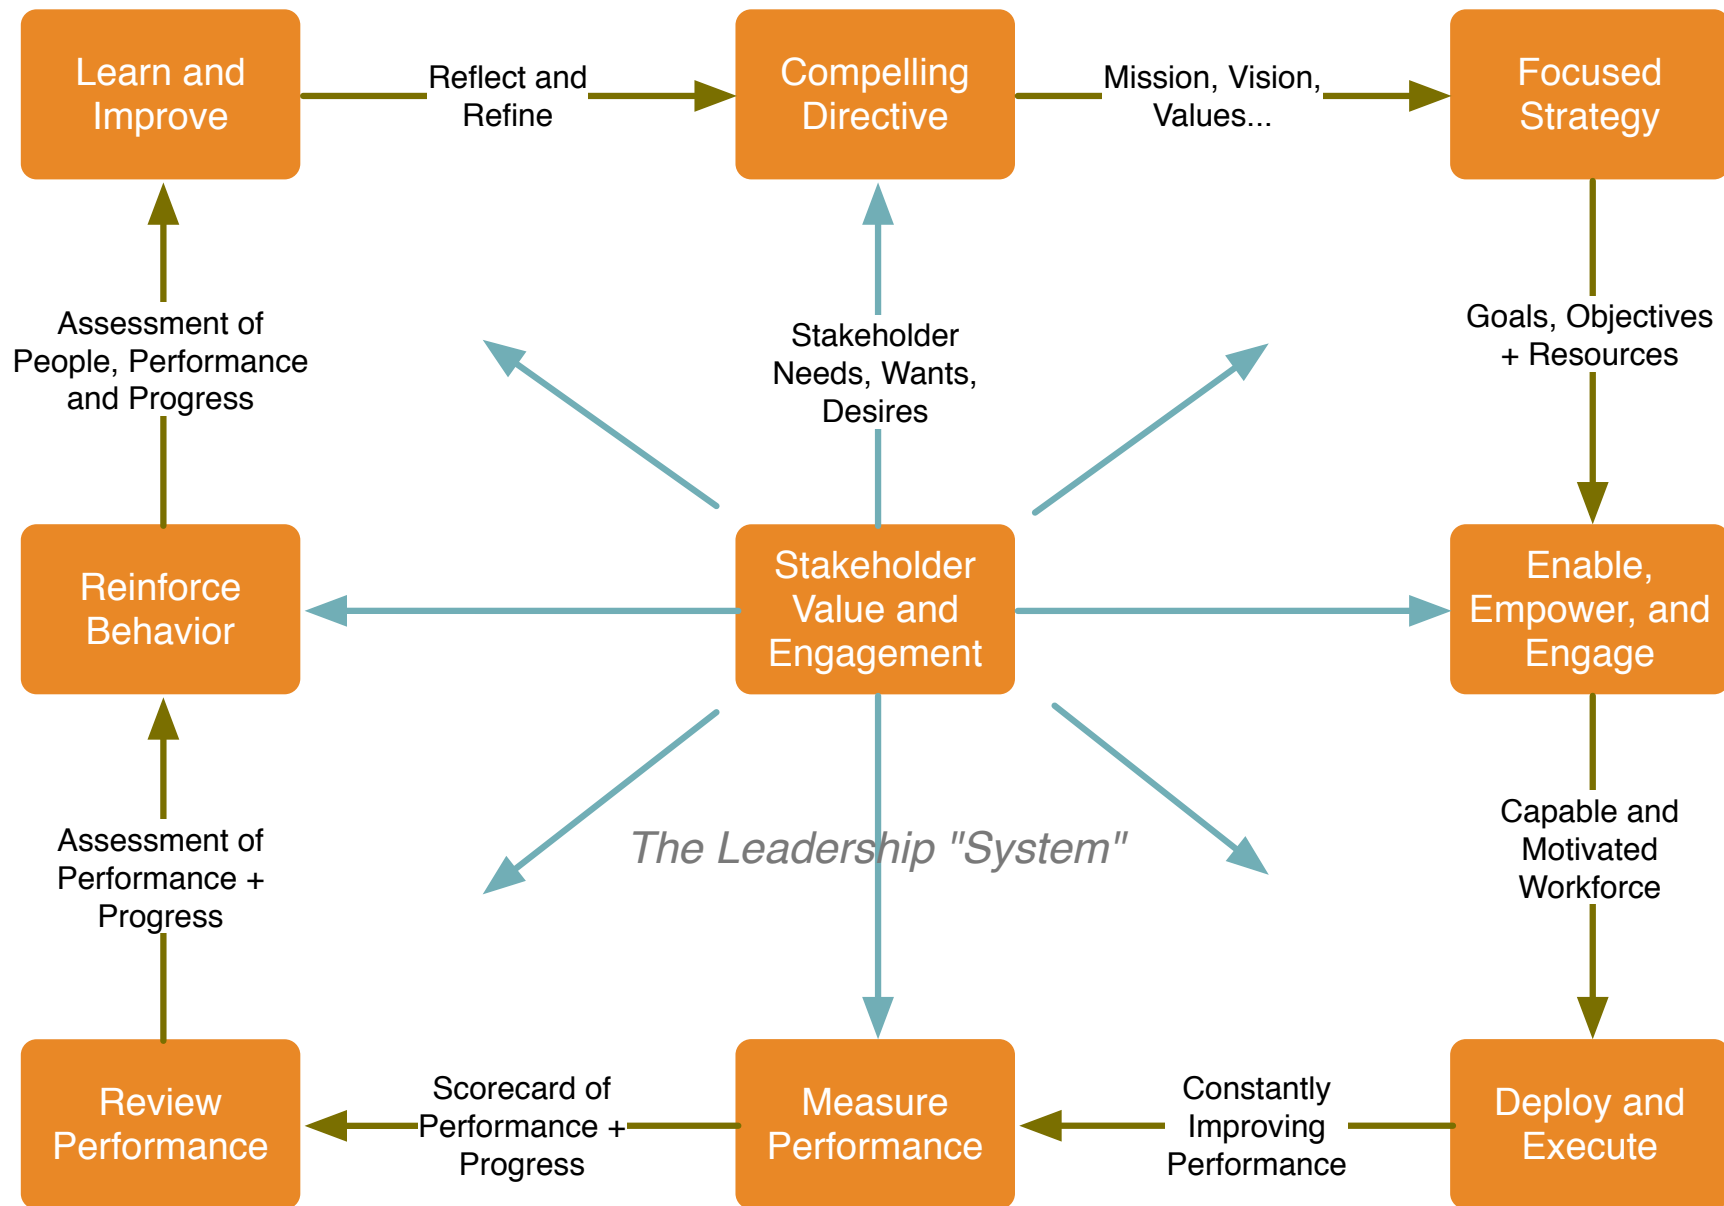 Learn and
Improve
Reflect and
Refine
Compelling
Directive
Mission, Vision,
Values...
Focused
Strategy
Assessment of
People, Performance
and Progress
Stakeholder
Needs, Wants,
Desires
Goals, Objectives
+ Resources
Reinforce
Behavior
Stakeholder
Value and
Engagement
Enable,
Empower, and
Engage
Assessment of
Performance +
Progress
The Leadership "System"
Capable and
Motivated
Workforce
Review
Performance
Scorecard of
Performance +
Progress
Measure
Performance
Constantly
Improving
Performance
Deploy and
Execute